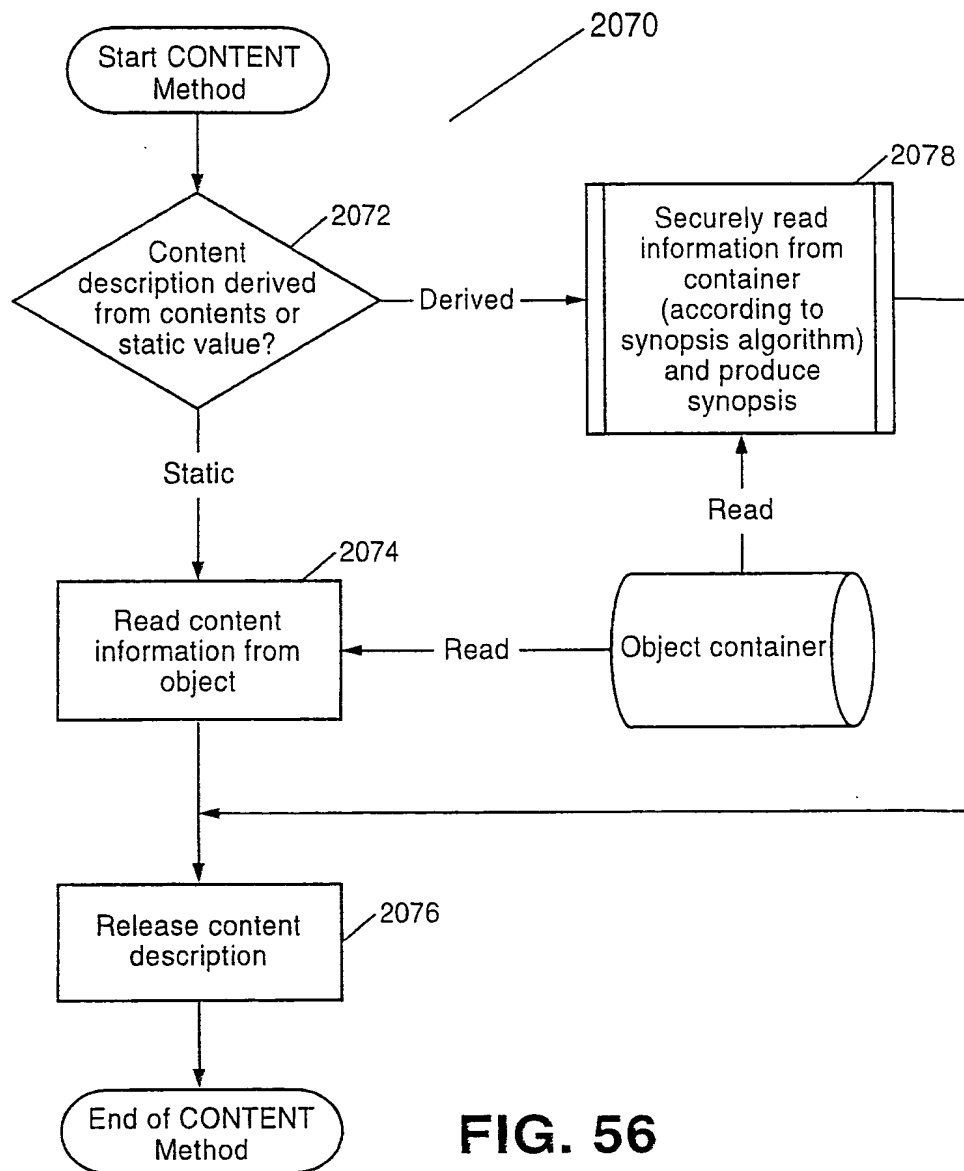 2070
Start CONTENT
Method
2072
Content
description derived
from contents or
static value?
Derived
2078
Securely read
information from
container
(according to
synopsis algorithm)
and produce
synopsis
Static
Read
2074
Read content
information from
object
Read
Object container
2076
Release content
description
End of CONTENT
Method
FIG. 56